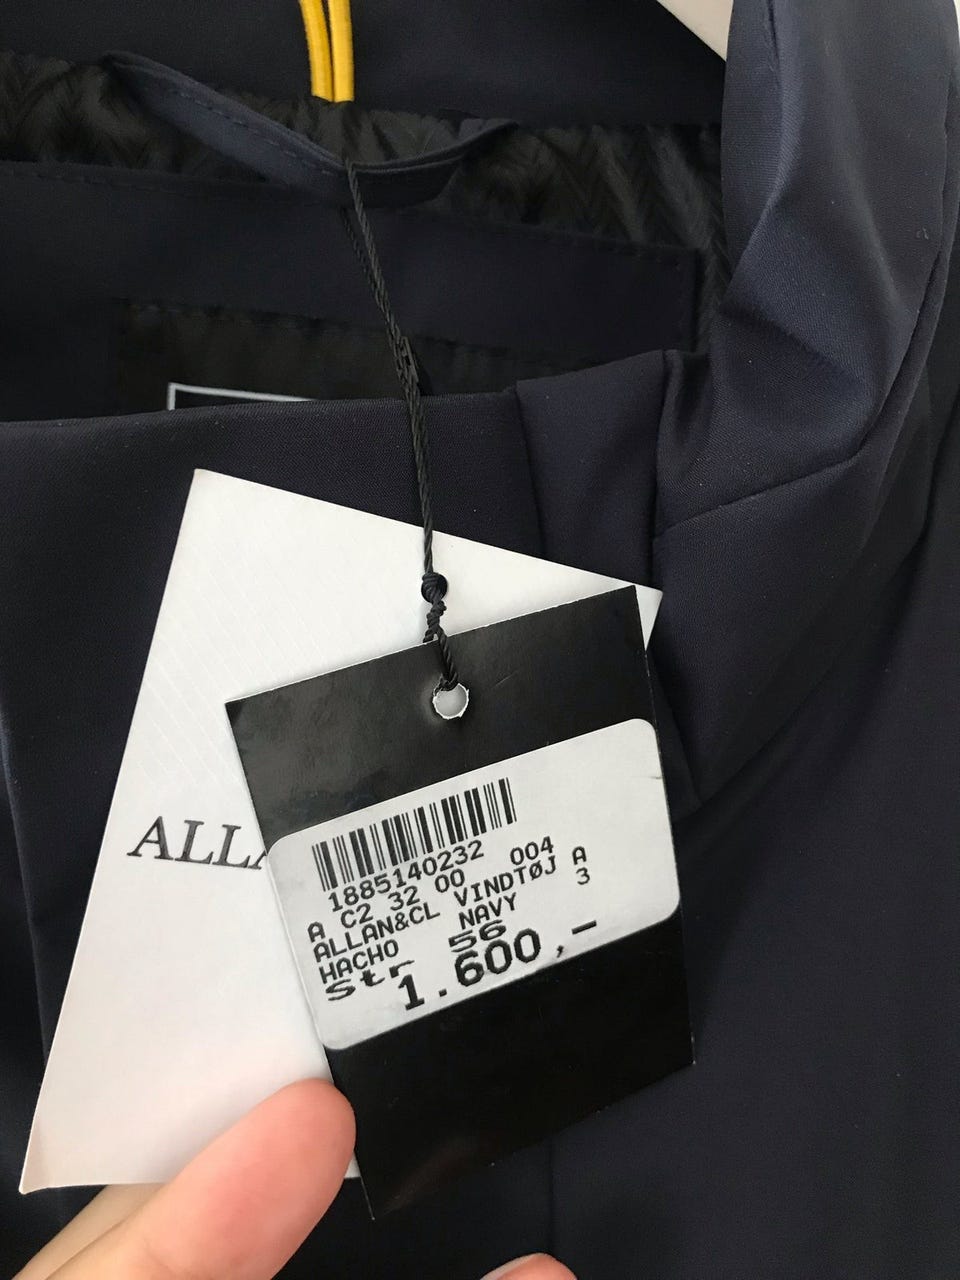 ALLA
1885140232
A C2 32 00 004
ALLAN&CL VINDTØJ A
HACHO NAVY 3
Str 56
1.600,-